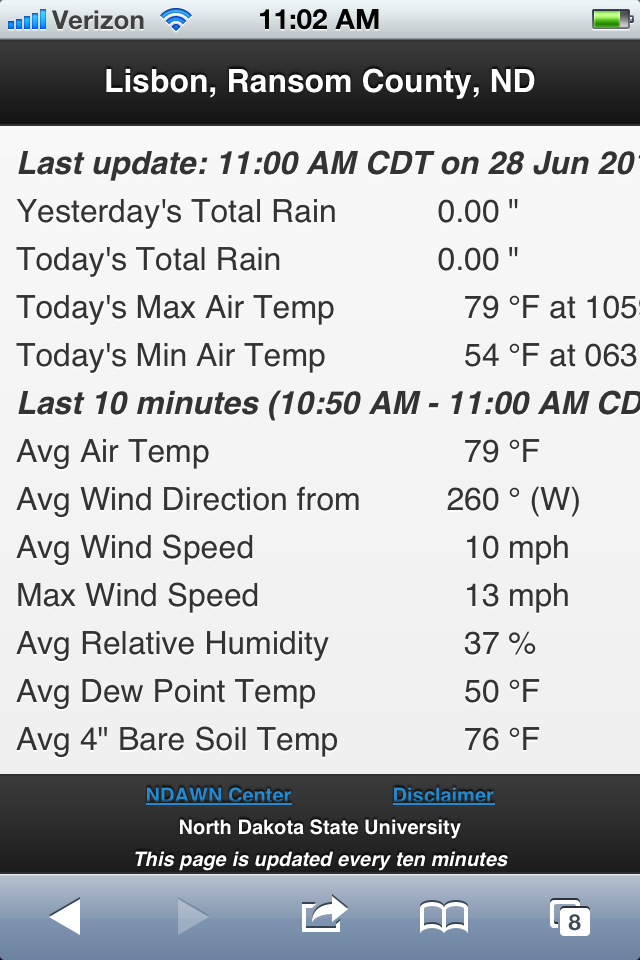 Verizon 11:02 AM
Lisbon, Ransom County, ND
Last update: 11:00 AM CDT on 28 Jun 201
Yesterday's Total Rain 0.00 "
Today's Total Rain 0.00 "
Today's Max Air Temp 79 °F at 105
Today's Min Air Temp 54 °F at 063
Last 10 minutes (10:50 AM - 11:00 AM CD
Avg Air Temp 79 °F
Avg Wind Direction from 260 ° (W)
Avg Wind Speed 10 mph
Max Wind Speed 13 mph
Avg Relative Humidity 37 %
Avg Dew Point Temp 50 °F
Avg 4" Bare Soil Temp 76 °F
NDAWN Center Disclaimer
North Dakota State University
This page is updated every ten minutes
8